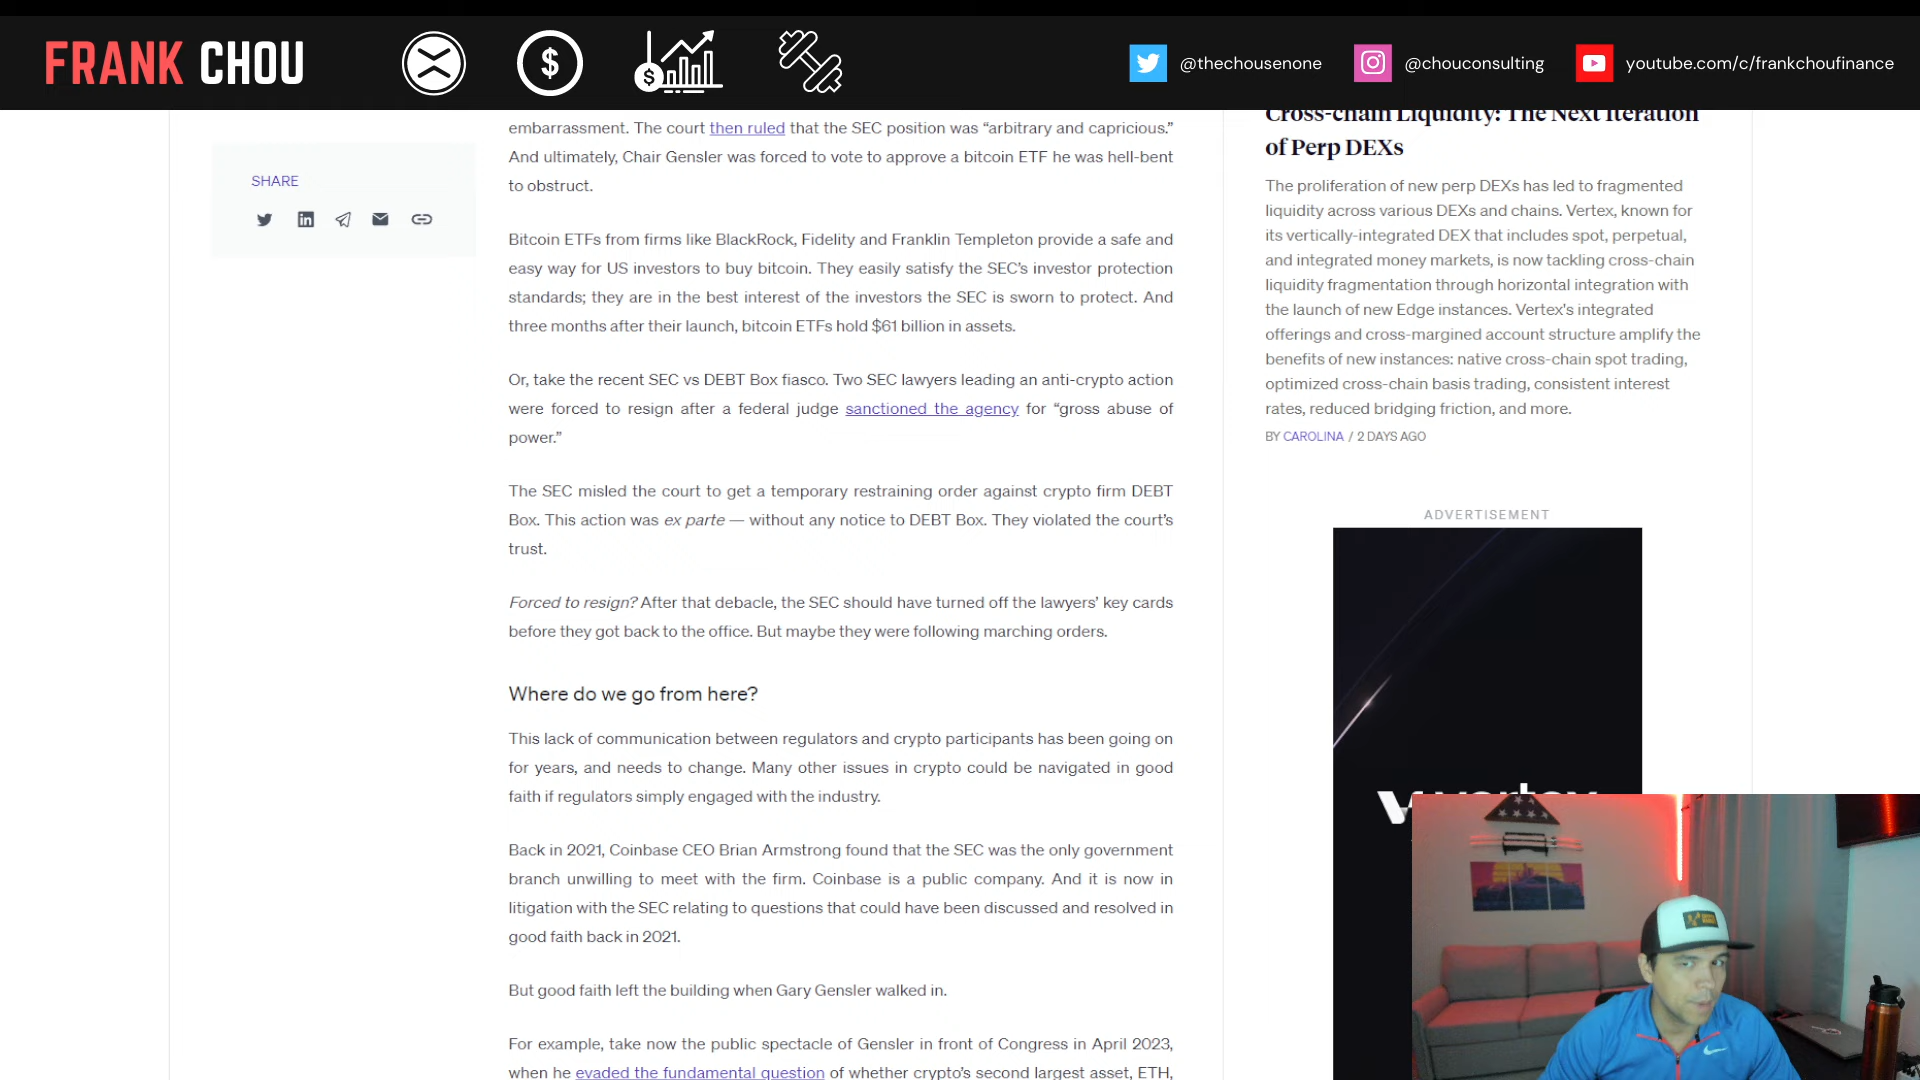 FRANK CHOU
$
$
@thechousenone
@chouconsulting
youtube.com/c/frankchoufinance
SHARE
embarrassment. The court then ruled that the SEC position was “arbitrary and capricious.”
And ultimately, Chair Gensler was forced to vote to approve a bitcoin ETF he was hell-bent
to obstruct.
Bitcoin ETFs from firms like BlackRock, Fidelity and Franklin Templeton provide a safe and
easy way for US investors to buy bitcoin. They easily satisfy the SEC’s investor protection
standards; they are in the best interest of the investors the SEC is sworn to protect. And
three months after their launch, bitcoin ETFs hold $61 billion in assets.
Or, take the recent SEC vs DEBT Box fiasco. Two SEC lawyers leading an anti-crypto action
were forced to resign after a federal judge sanctioned the agency for “gross abuse of
power.”
The SEC misled the court to get a temporary restraining order against crypto firm DEBT
Box. This action was ex parte — without any notice to DEBT Box. They violated the court’s
trust.
Forced to resign? After that debacle, the SEC should have turned off the lawyers’ key cards
before they got back to the office. But maybe they were following marching orders.
Where do we go from here?
This lack of communication between regulators and crypto participants has been going on
for years, and needs to change. Many other issues in crypto could be navigated in good
faith if regulators simply engaged with the industry.
Back in 2021, Coinbase CEO Brian Armstrong found that the SEC was the only government
branch unwilling to meet with the firm. Coinbase is a public company. And it is now in
litigation with the SEC relating to questions that could have been discussed and resolved in
good faith back in 2021.
But good faith left the building when Gary Gensler walked in.
For example, take now the public spectacle of Gensler in front of Congress in April 2023,
when he evaded the fundamental question of whether crypto’s second largest asset, ETH,
Cross-chain Liquidity: The Next Iteration
of Perp DEXs
The proliferation of new perp DEXs has led to fragmented
liquidity across various DEXs and chains. Vertex, known for
its vertically-integrated DEX that includes spot, perpetual,
and integrated money markets, is now tackling cross-chain
liquidity fragmentation through horizontal integration with
the launch of new Edge instances. Vertex's integrated
offerings and cross-margined account structure amplify the
benefits of new instances: native cross-chain spot trading,
optimized cross-chain basis trading, consistent interest
rates, reduced bridging friction, and more.
BY CAROLINA / 2 DAYS AGO
ADVERTISEMENT
vertex